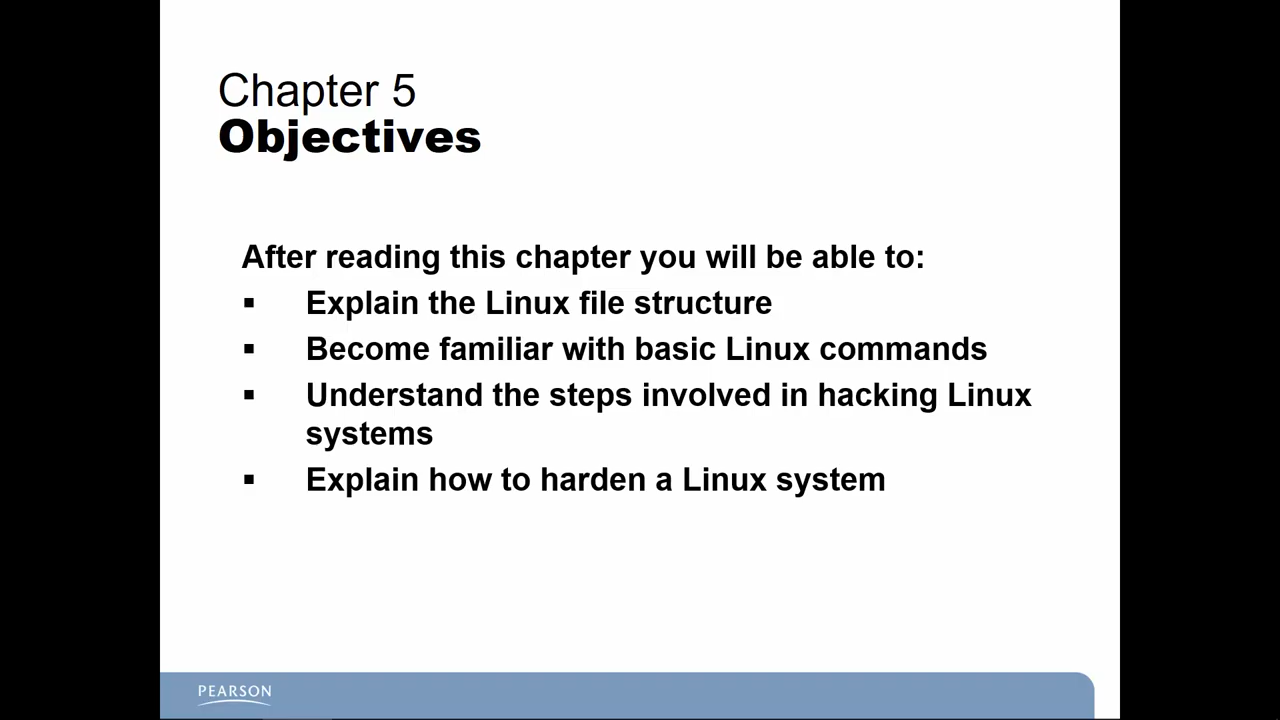 Chapter 5
Objectives
After reading this chapter you will be able to:
▪ Explain the Linux file structure
▪ Become familiar with basic Linux commands
▪ Understand the steps involved in hacking Linux
systems
▪ Explain how to harden a Linux system
PEARSON